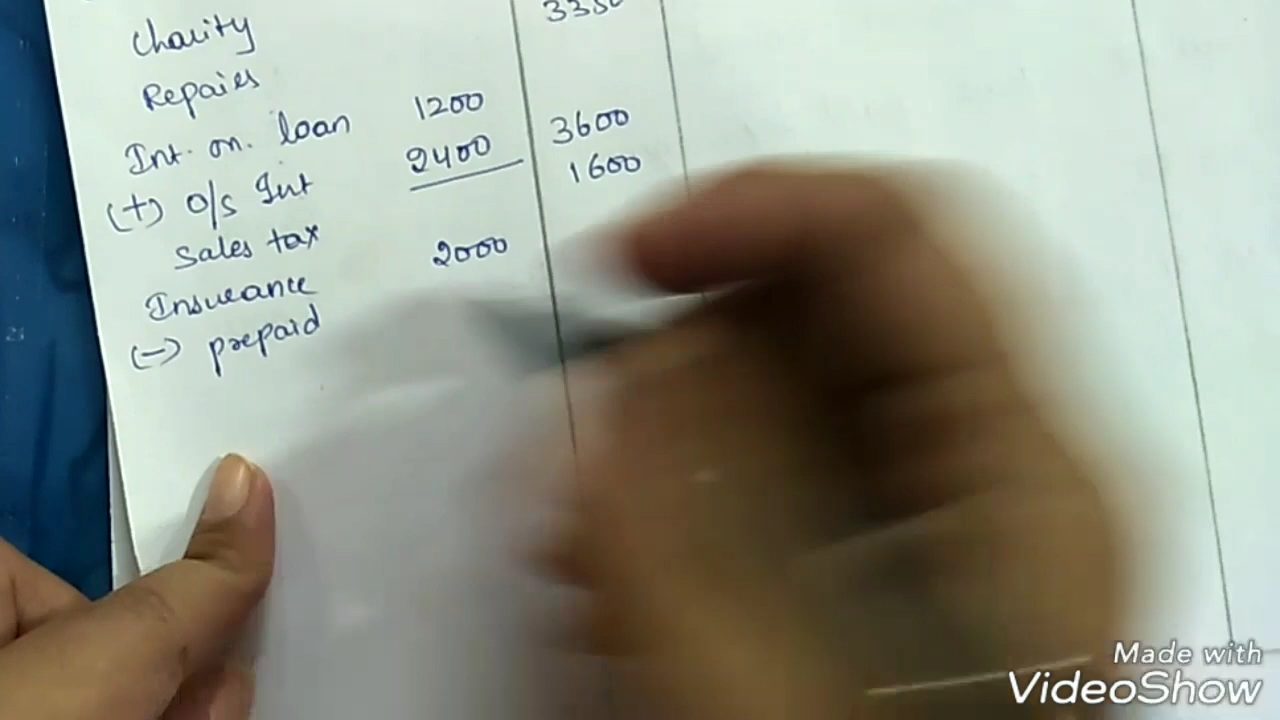 Charity
Repairs
Int. on. loan 1200
(+) O/S Int 2400 3600
Sales tax 1600
Insurance 2000
(-) prepaid
Made with
VideoShow